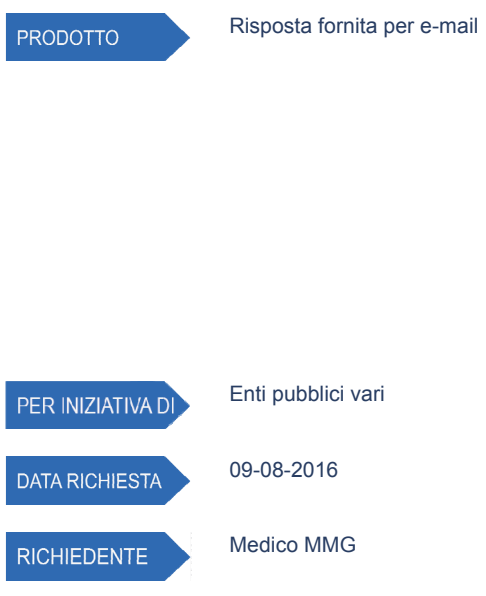 PRODOTTO Risposta fornita per e-mail
PER INIZIATIVA DI Enti pubblici vari
DATA RICHIESTA 09-08-2016
RICHIEDENTE Medico MMG